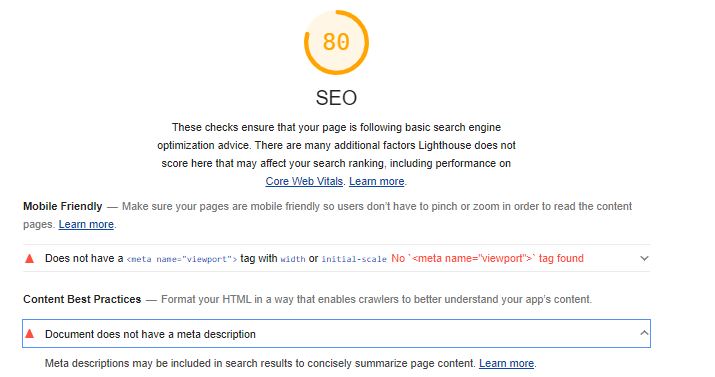 80
SEO
These checks ensure that your page is following basic search engine
optimization advice. There are many additional factors Lighthouse does not
score here that may affect your search ranking, including performance on
Core Web Vitals. Learn more.
Mobile Friendly — Make sure your pages are mobile friendly so users don’t have to pinch or zoom in order to read the content
pages. Learn more.
Does not have a <meta name="viewport"> tag with width or initial-scale No `<meta name="viewport">` tag found
Content Best Practices — Format your HTML in a way that enables crawlers to better understand your app’s content.
Document does not have a meta description
Meta descriptions may be included in search results to concisely summarize page content. Learn more.